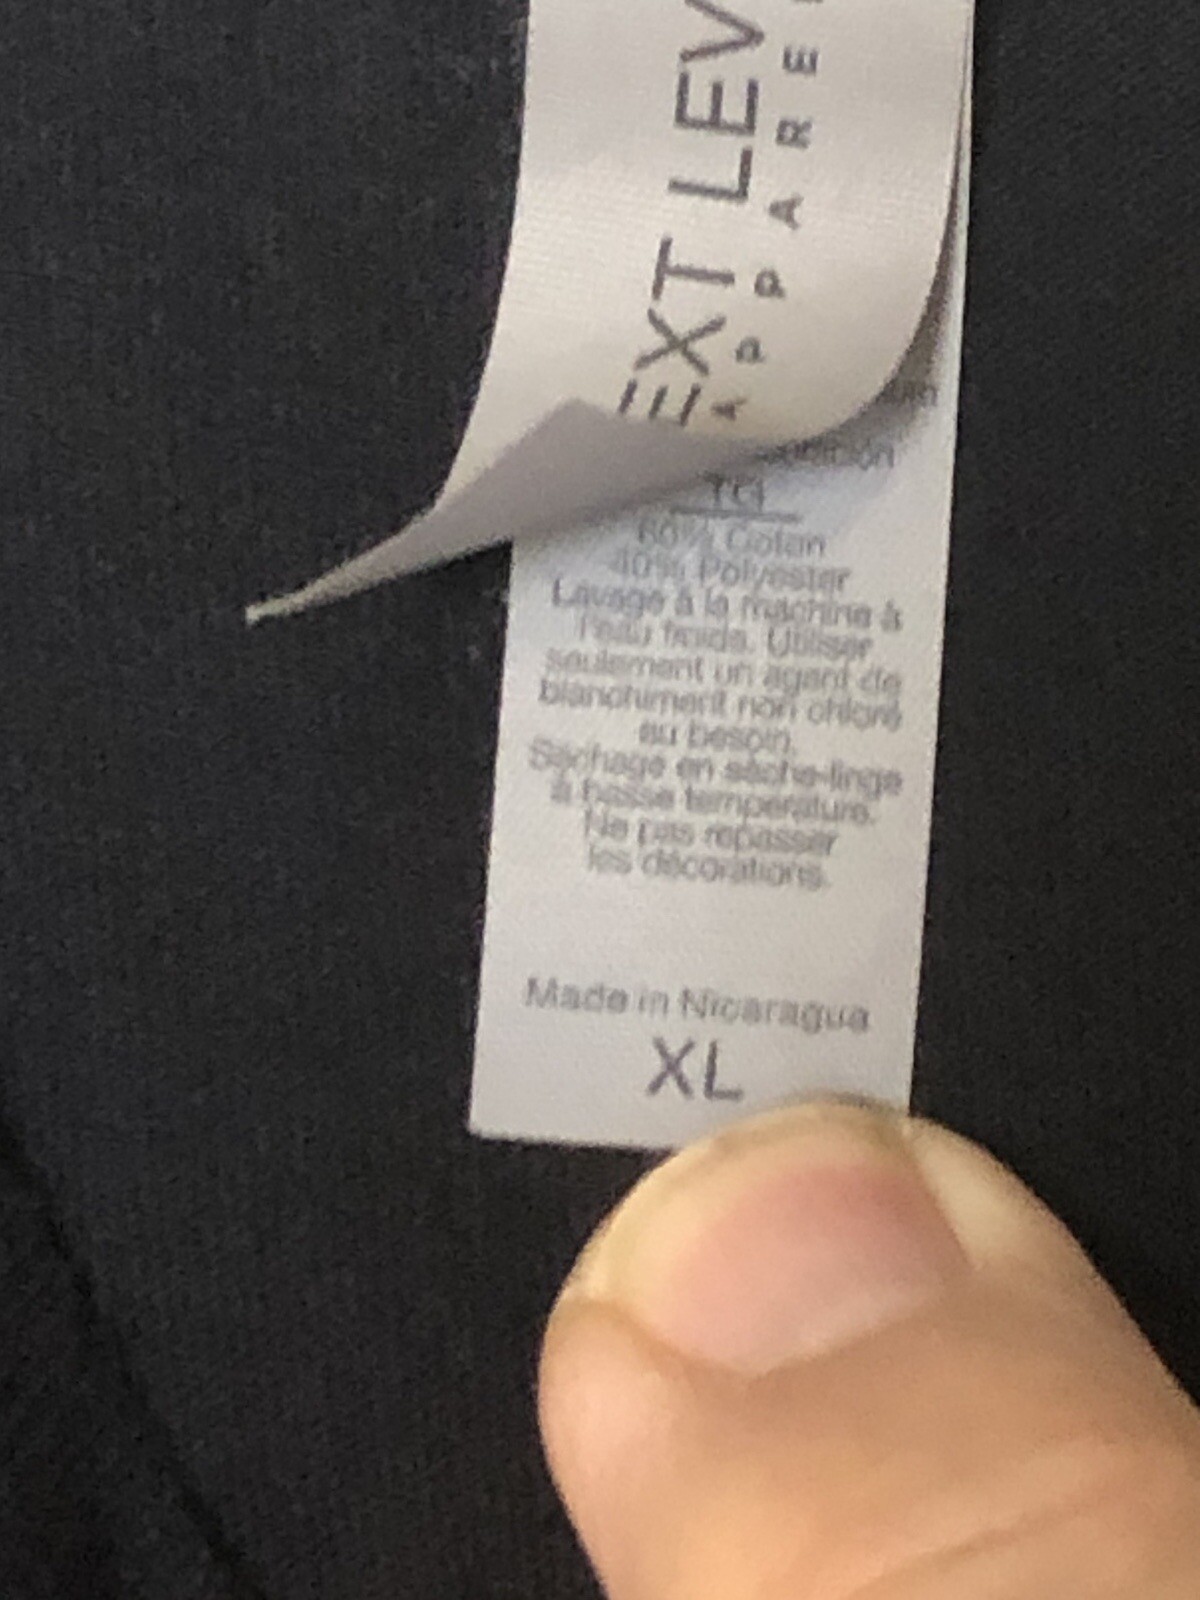 EXT LEV
APPARE
TG
60% Coton
40% Polyester
Lavage à la machine à
l'eau froide. Utiliser
seulement un agent de
blanchiment non chloré
au besoin.
Séchage en sèche-linge
à basse température.
Ne pas repasser
les décorations.
Made in Nicaragua
XL